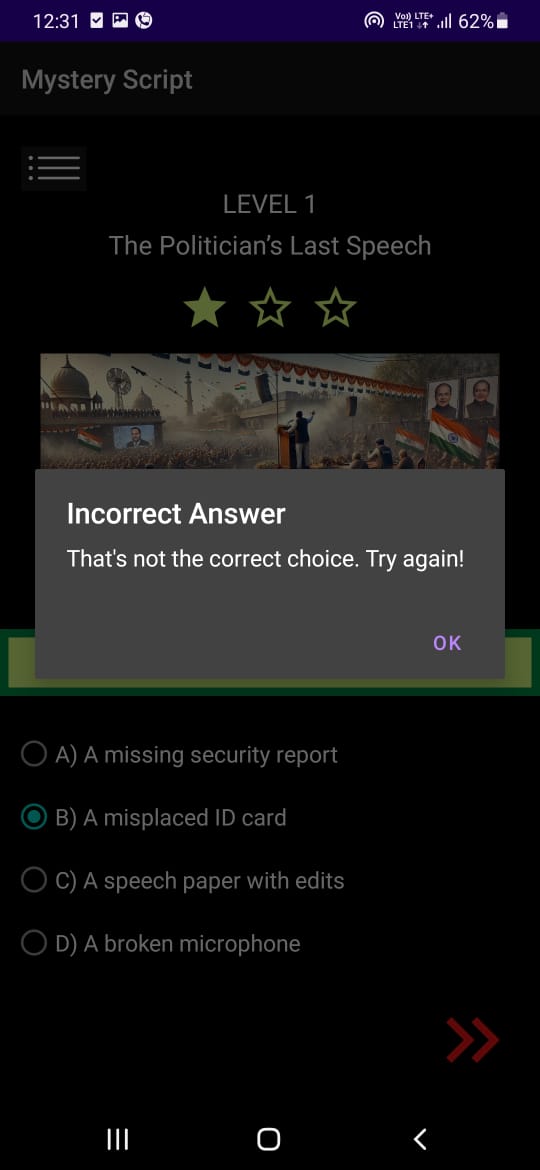 12:31
Vo) LTE+
LTE1
62%
Mystery Script
LEVEL 1
The Politician’s Last Speech
Incorrect Answer
That's not the correct choice. Try again!
OK
A) A missing security report
B) A misplaced ID card
C) A speech paper with edits
D) A broken microphone